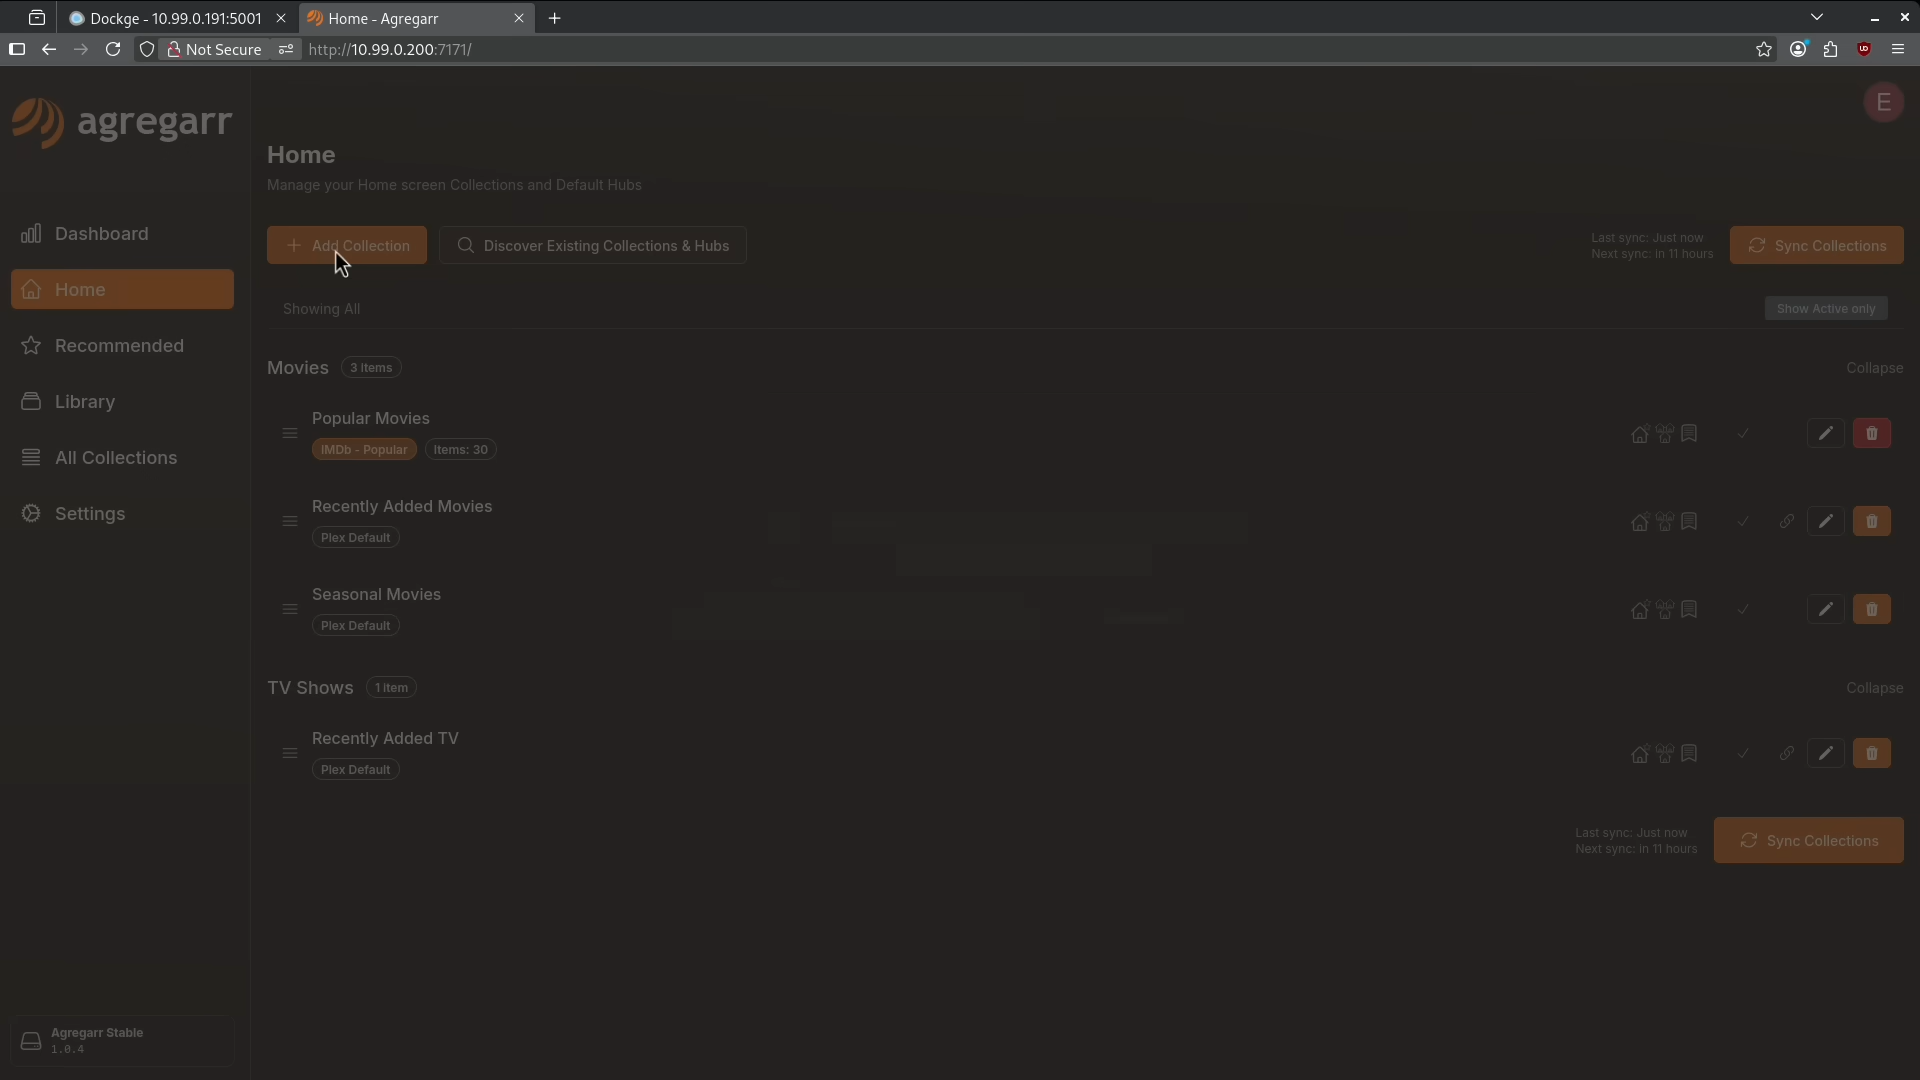 Dockge - 10.99.0.191:5001
Home - Agregarr
Not Secure
http://10.99.0.200:7171/
agregarr
E
Home
Manage your Home screen Collections and Default Hubs
Dashboard
Add Collection
Discover Existing Collections & Hubs
Last sync: Just now
Next sync: in 11 hours
Sync Collections
Home
Showing All
Show Active only
Recommended
Movies
3 items
Collapse
Library
Popular Movies
IMDb - Popular
Items: 30
All Collections
Settings
Recently Added Movies
Plex Default
Seasonal Movies
Plex Default
TV Shows
1 item
Collapse
Recently Added TV
Plex Default
Last sync: Just now
Next sync: in 11 hours
Sync Collections
Agregarr Stable
1.0.4